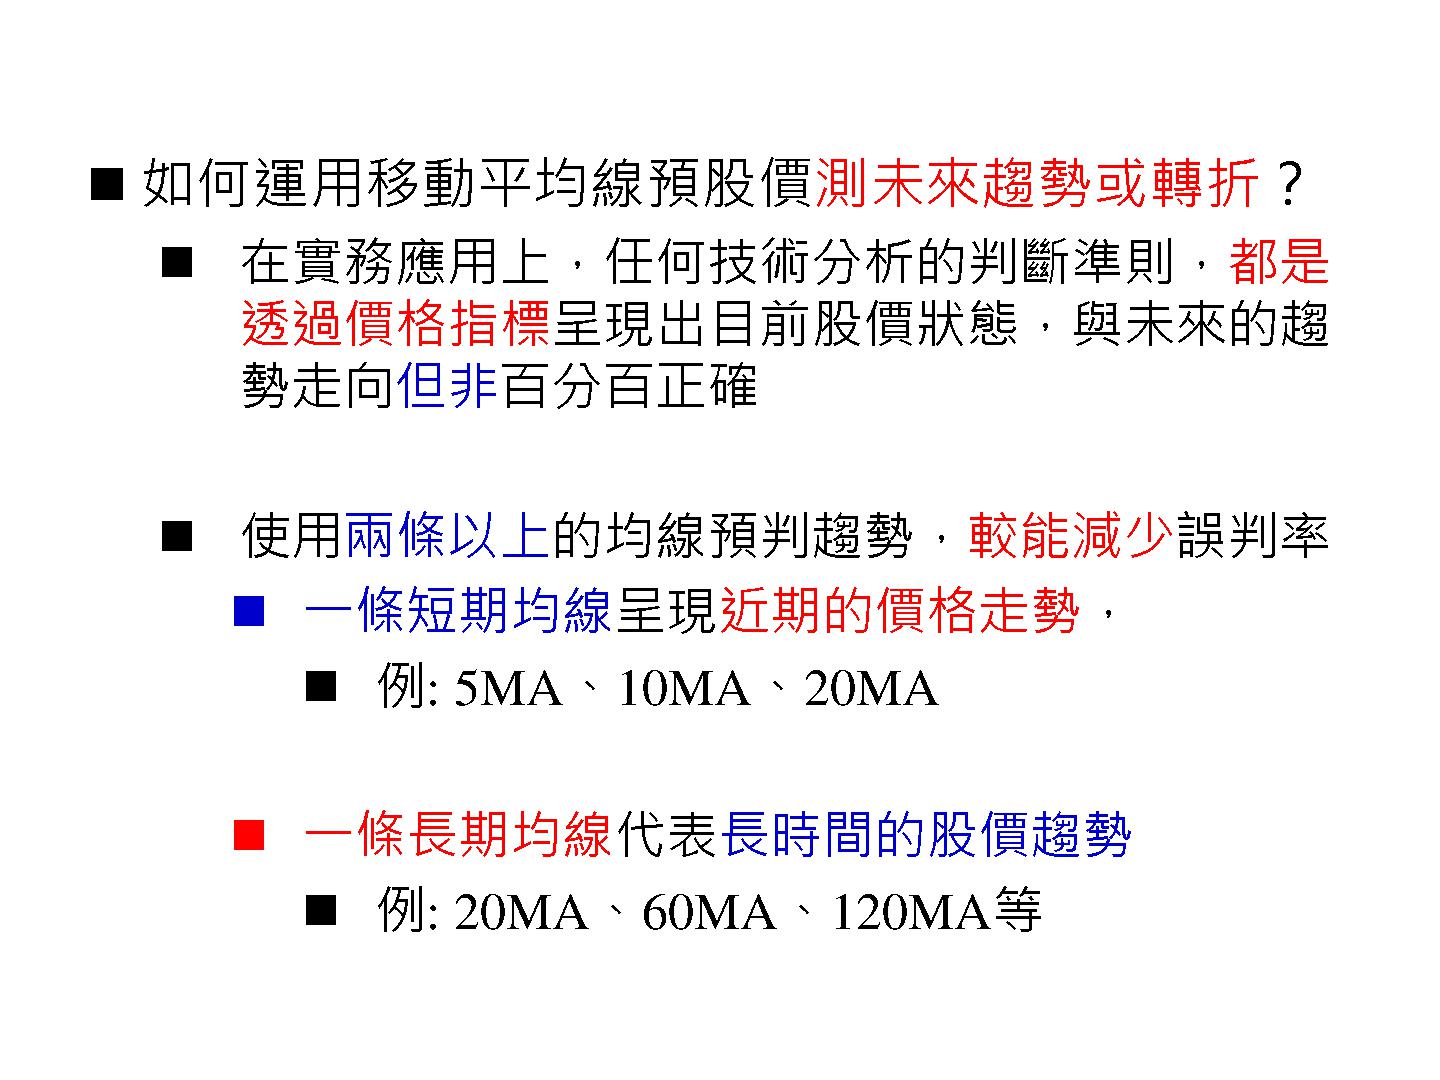 如何運用移動平均線預股價測未來趨勢或轉折？
在實務應用上，任何技術分析的判斷準則，都是
透過價格指標呈現出目前股價狀態，與未來的趨
勢走向但非百分百正確
使用兩條以上的均線預判趨勢，較能減少誤判率
一條短期均線呈現近期的價格走勢，
例: 5MA、10MA、20MA
一條長期均線代表長時間的股價趨勢
例: 20MA、60MA、120MA等